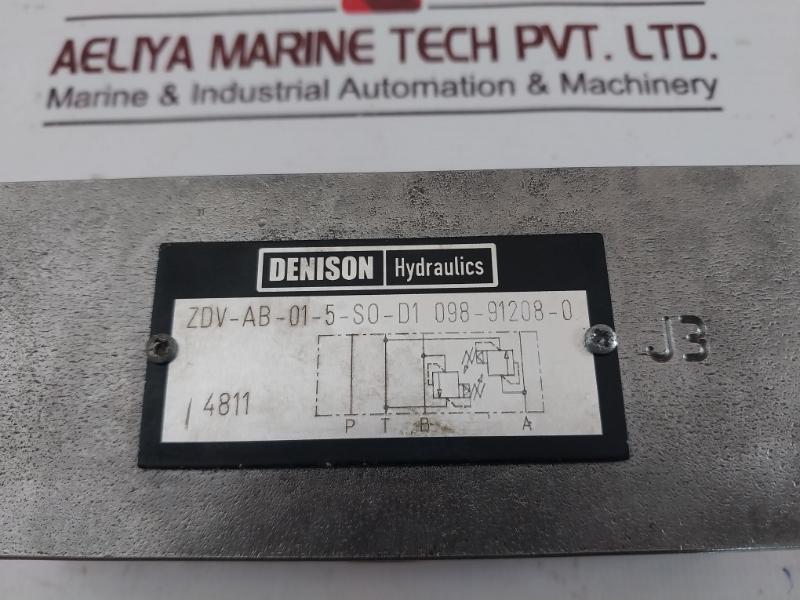 AELIYA MARINE TECH PVT. LTD.
Marine & Industrial Automation & Machinery
DENISON Hydraulics
ZDV-AB-01-5-S0-D1 098-91208-0
4811
P T B A
J3